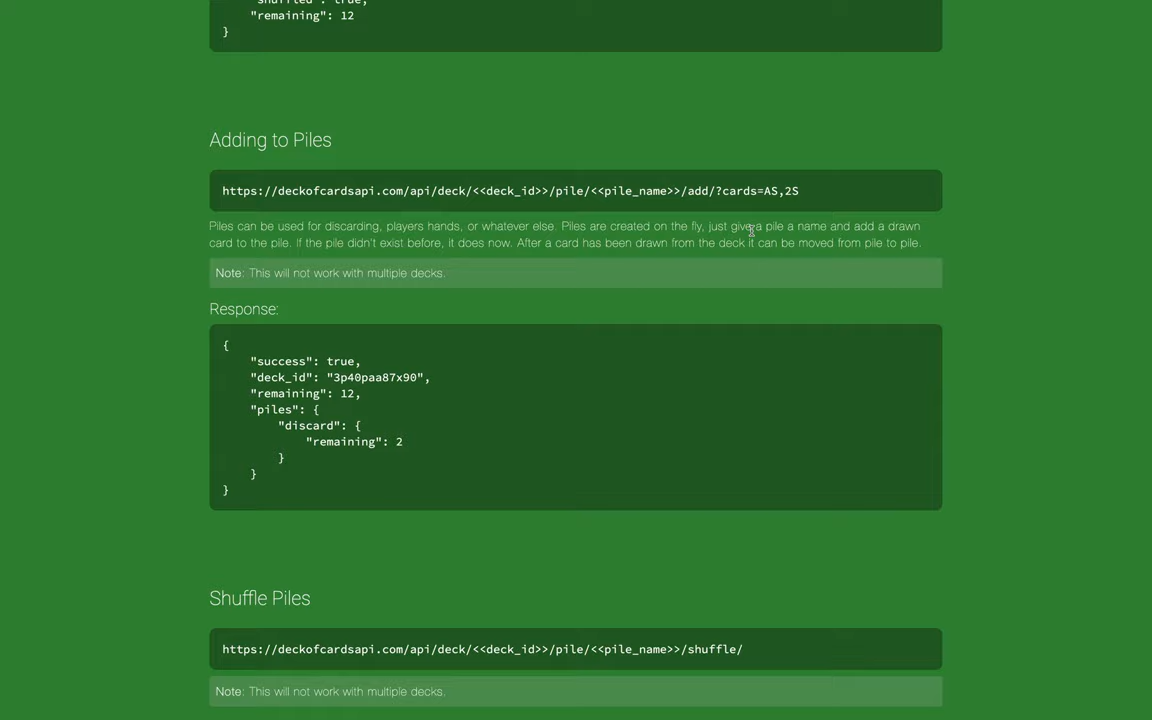 "shuffled": true,
"remaining": 12
}
Adding to Piles
https://deckofcardsapi.com/api/deck/<<deck_id>>/pile/<<pile_name>>/add/?cards=AS,2S
Piles can be used for discarding, players hands, or whatever else. Piles are created on the fly, just give a pile a name and add a drawn
card to the pile. If the pile didn't exist before, it does now. After a card has been drawn from the deck it can be moved from pile to pile.
Note: This will not work with multiple decks.
Response:
{
"success": true,
"deck_id": "3p40paa87x90",
"remaining": 12,
"piles": {
"discard": {
"remaining": 2
}
}
}
Shuffle Piles
https://deckofcardsapi.com/api/deck/<<deck_id>>/pile/<<pile_name>>/shuffle/
Note: This will not work with multiple decks.